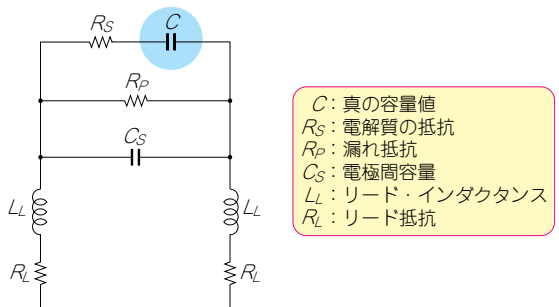 RS
C
RP
CS
LL
LL
RL
RL
C：真の容量値
RS：電解質の抵抗
RP：漏れ抵抗
CS：電極間容量
LL：リード・インダクタンス
RL：リード抵抗